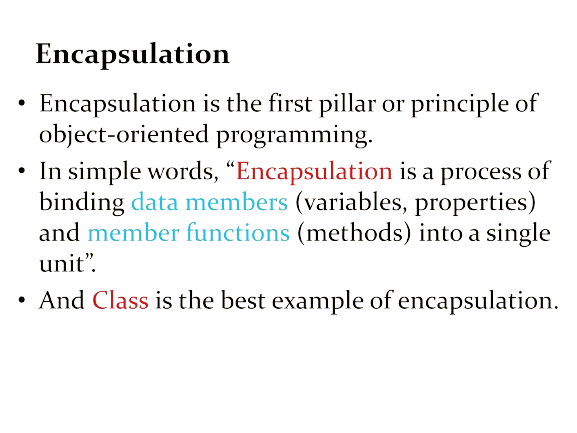 Encapsulation
• Encapsulation is the first pillar or principle of
object-oriented programming.
• In simple words, “Encapsulation is a process of
binding data members (variables, properties)
and member functions (methods) into a single
unit”.
• And Class is the best example of encapsulation.